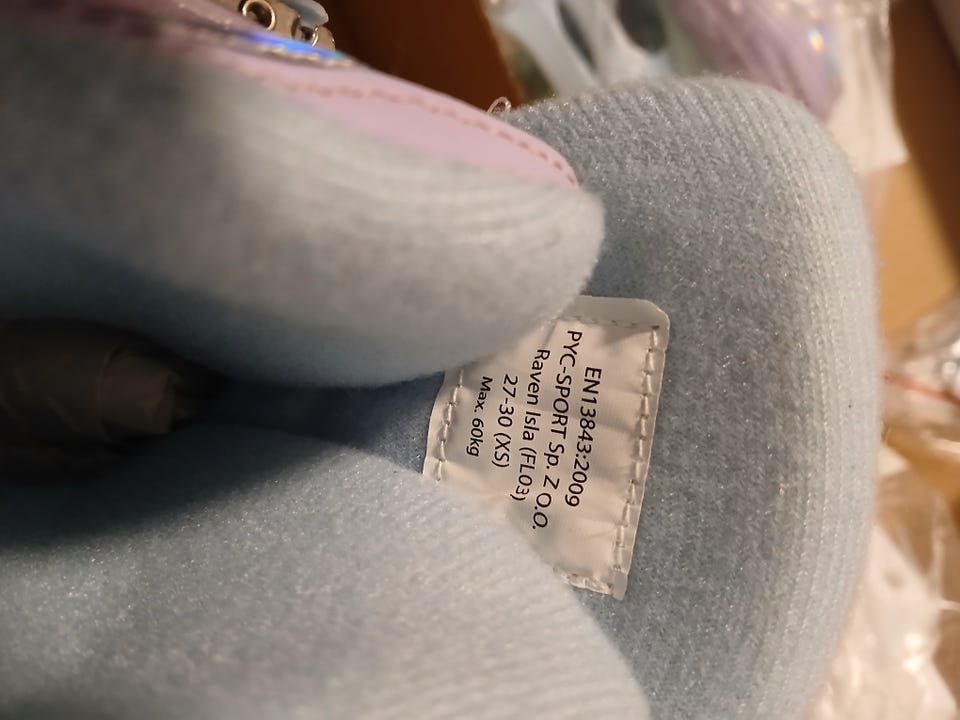 EN13843:2009
PYC-SPORT Sp. Z O.O.
Raven Isla (FL03)
27-30 (XS)
Max. 60kg